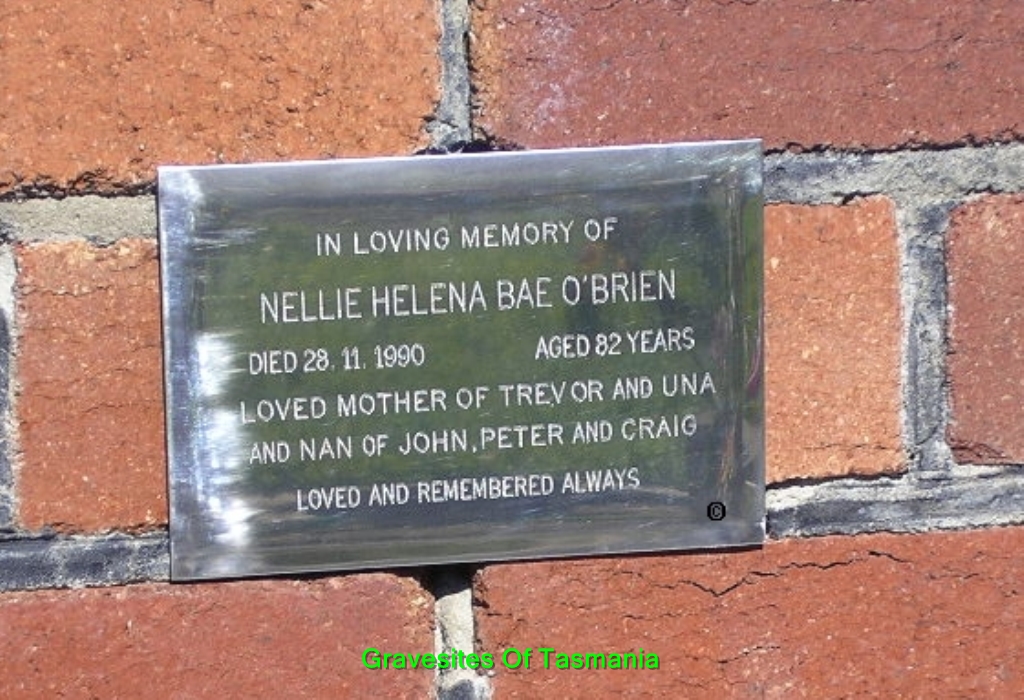 IN LOVING MEMORY OF
NELLIE HELENA BAE O'BRIEN
DIED 28. 11. 1990 AGED 82 YEARS
LOVED MOTHER OF TREVOR AND UNA
AND NAN OF JOHN, PETER AND CRAIG
LOVED AND REMEMBERED ALWAYS
©
Gravesites Of Tasmania